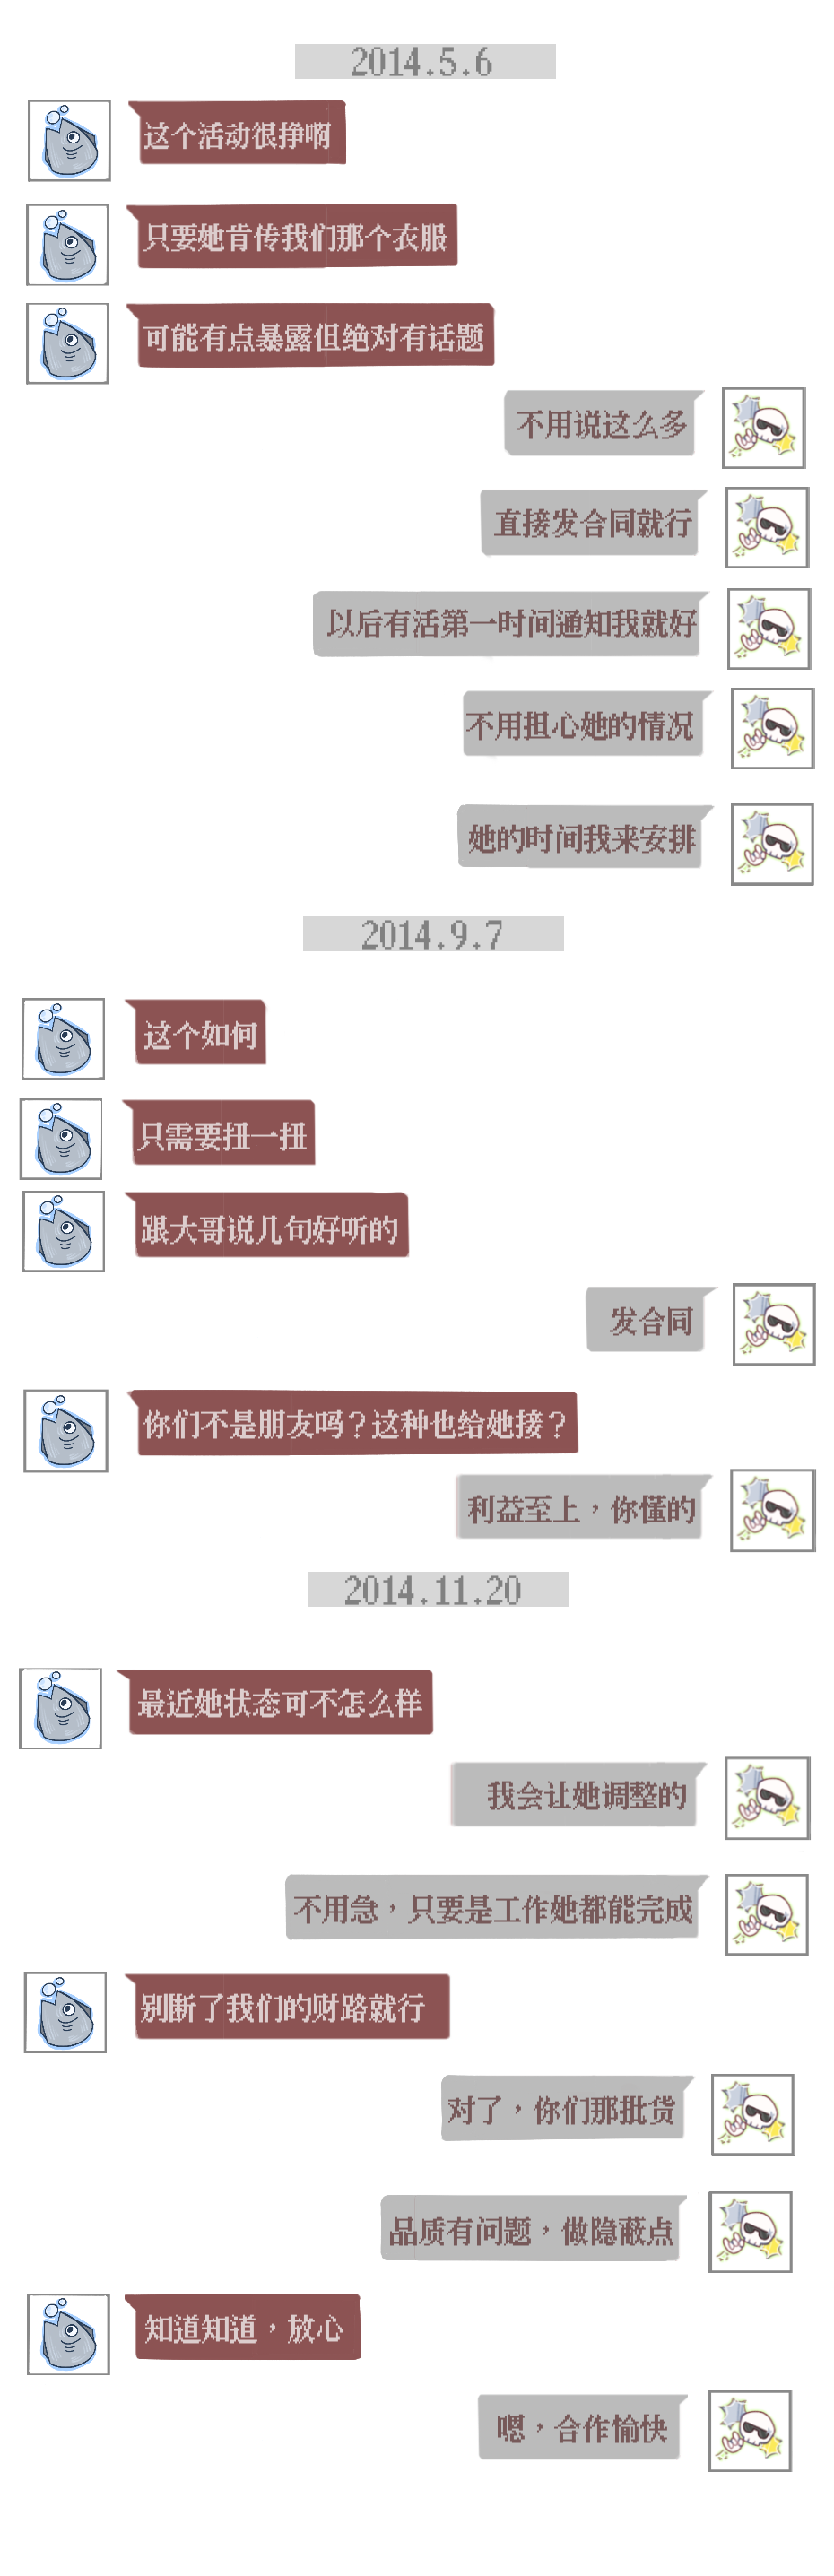 2014.5.6
这个活动很挣啊
只要她肯传我们那个衣服
可能有点暴露但绝对有话题
不用说这么多
直接发合同就行
以后有活第一时间通知我就好
不用担心她的情况
她的时间我来安排
2014.9.7
这个如何
只需要扭一扭
跟大哥说几句好听的
发合同
你们不是朋友吗？这种也给她接？
利益至上，你懂的
2014.11.20
最近她状态可不怎么样
我会让她调整的
不用急，只要是工作她都能完成
别断了我们的财路就行
对了，你们那批货
品质有问题，做隐蔽点
知道知道，放心
嗯，合作愉快